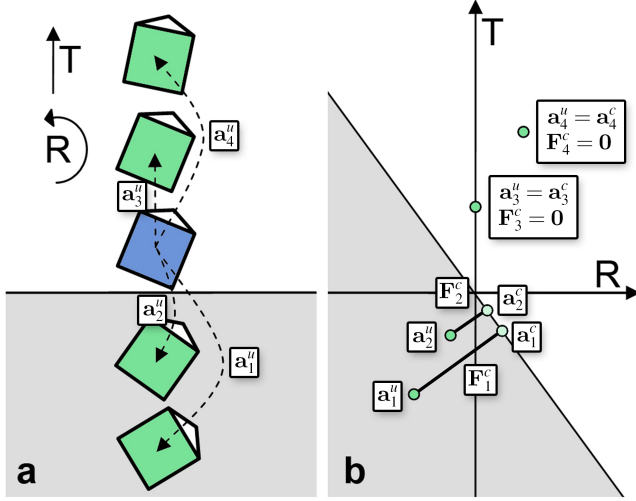 T
R
𝐚₄ᵘ
𝐚₃ᵘ
𝐚₂ᵘ
𝐚₁ᵘ
a
T
𝐚₄ᵘ = 𝐚₄ᶜ
𝐅₄ᶜ = 𝟎
𝐚₃ᵘ = 𝐚₃ᶜ
𝐅₃ᶜ = 𝟎
R
𝐅₂ᶜ
𝐚₂ᶜ
𝐚₂ᵘ
𝐚₁ᶜ
𝐅₁ᶜ
𝐚₁ᵘ
b